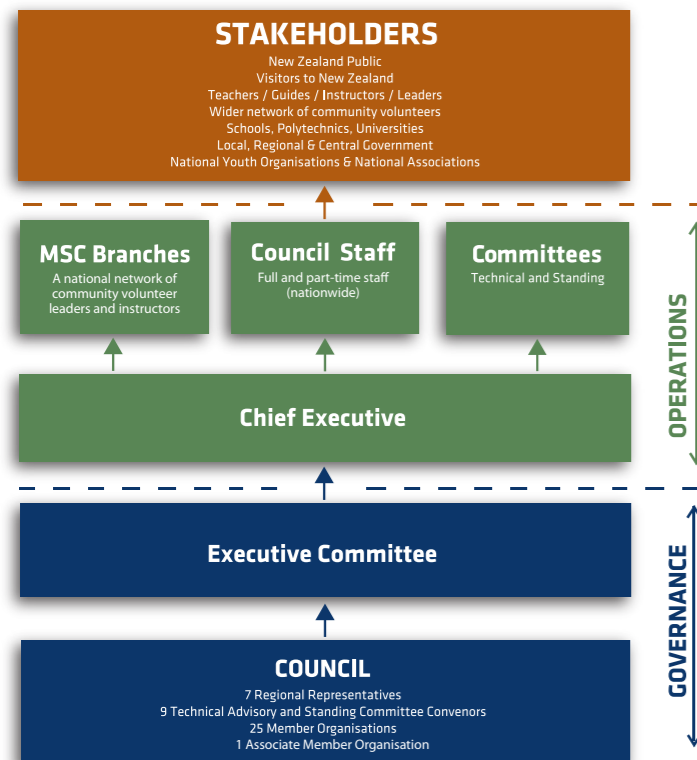 STAKEHOLDERS
New Zealand Public
Visitors to New Zealand
Teachers / Guides / Instructors / Leaders
Wider network of community volunteers
Schools, Polytechnics, Universities
Local, Regional & Central Government
National Youth Organisations & National Associations
MSC Branches
A national network of
community volunteer
leaders and instructors
Council Staff
Full and part-time staff
(nationwide)
Committees
Technical and Standing
OPERATIONS
Chief Executive
Executive Committee
GOVERNANCE
COUNCIL
7 Regional Representatives
9 Technical Advisory and Standing Committee Convenors
25 Member Organisations
1 Associate Member Organisation